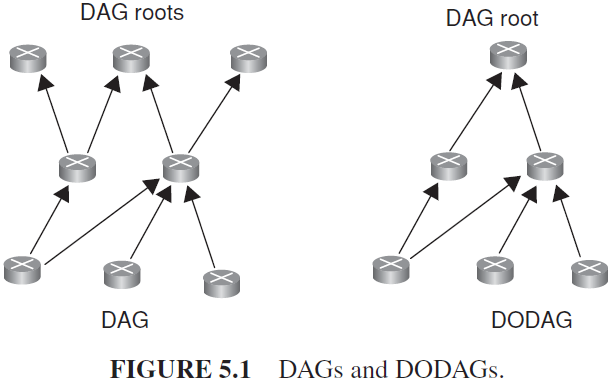 DAG roots
DAG root
DAG
DODAG
FIGURE 5.1 DAGs and DODAGs.